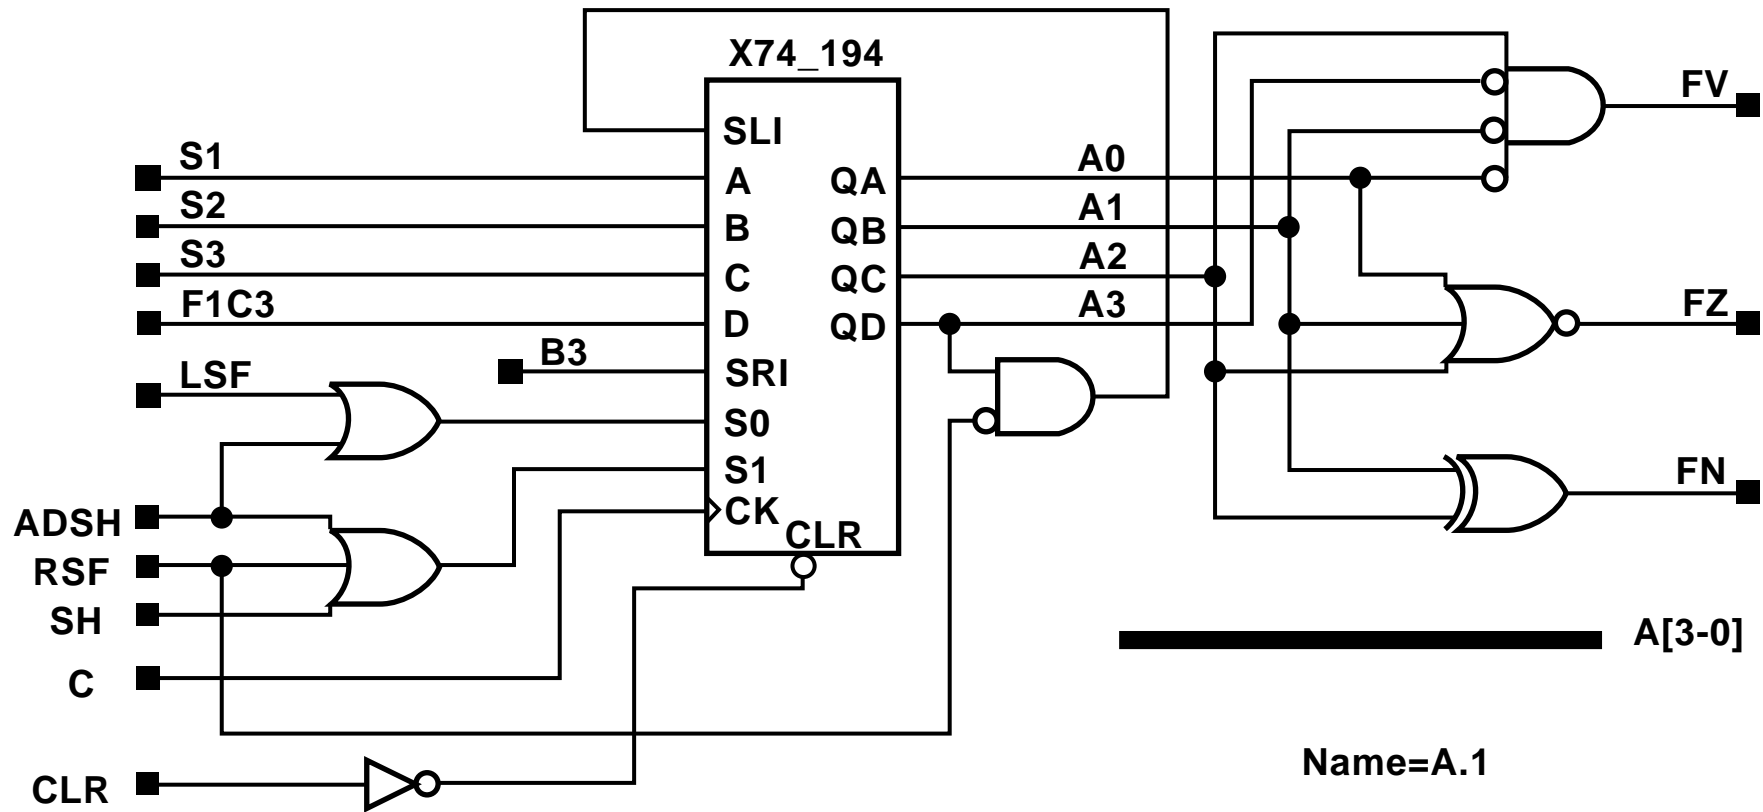 X74_194
SLI
A
B
C
D
SRI
S0
S1
CK
CLR
QA
QB
QC
QD
S1
S2
S3
F1C3
B3
LSF
ADSH
RSF
SH
C
CLR
A0
A1
A2
A3
FV
FZ
FN
A[3-0]
Name=A.1